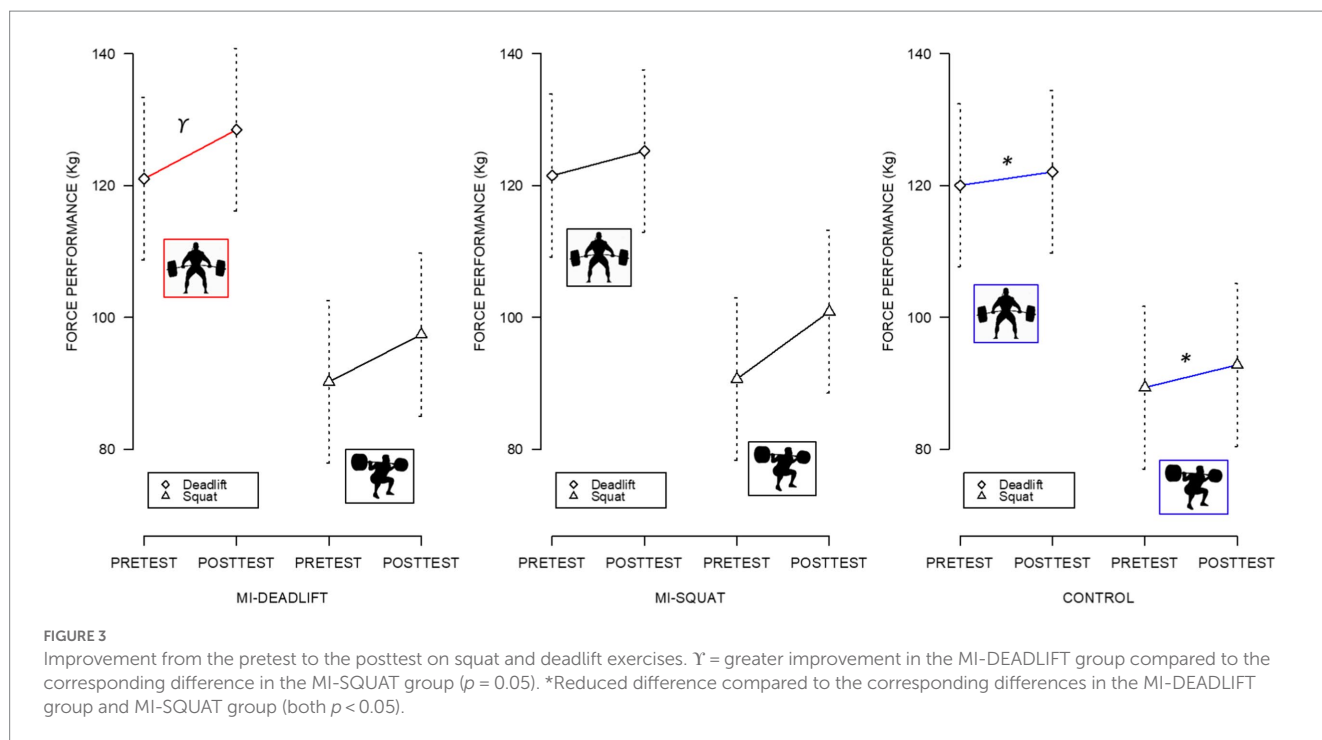 140
120
100
80
FORCE PERFORMANCE (Kg)
ϒ
◇ Deadlift
△ Squat
PRETEST POSTTEST PRETEST POSTTEST
MI-DEADLIFT
140
120
100
80
FORCE PERFORMANCE (Kg)
◇ Deadlift
△ Squat
PRETEST POSTTEST PRETEST POSTTEST
MI-SQUAT
140
120
100
80
FORCE PERFORMANCE (Kg)
*
*
◇ Deadlift
△ Squat
PRETEST POSTTEST PRETEST POSTTEST
CONTROL
FIGURE 3
Improvement from the pretest to the posttest on squat and deadlift exercises. ϒ = greater improvement in the MI-DEADLIFT group compared to the
corresponding difference in the MI-SQUAT group (p = 0.05). *Reduced difference compared to the corresponding differences in the MI-DEADLIFT
group and MI-SQUAT group (both p < 0.05).